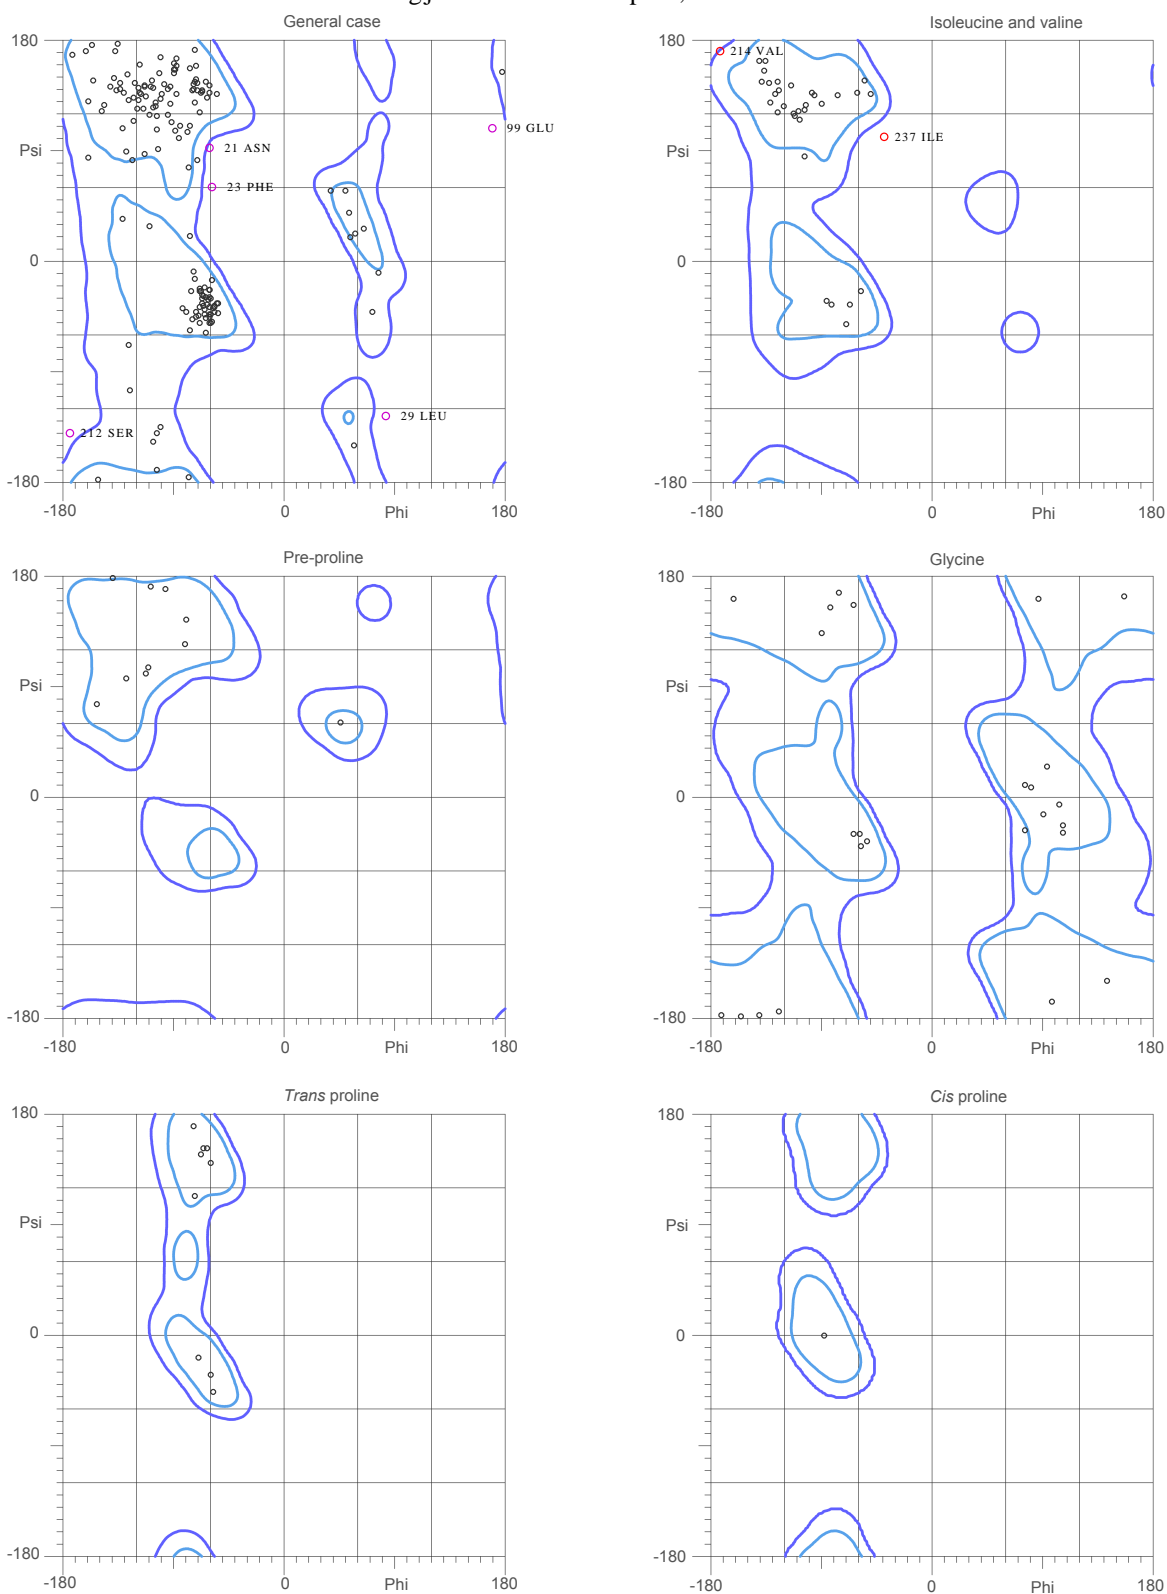 General case
180
Psi
0
-180
-180
0
Phi
180
21 ASN
23 PHE
99 GLU
29 LEU
212 SER
Isoleucine and valine
180
Psi
0
-180
-180
0
Phi
180
214 VAL
237 ILE
Pre-proline
180
Psi
0
-180
-180
0
Phi
180
Glycine
180
Psi
0
-180
-180
0
Phi
180
Trans proline
180
Psi
0
-180
-180
0
Phi
180
Cis proline
180
Psi
0
-180
-180
0
Phi
180